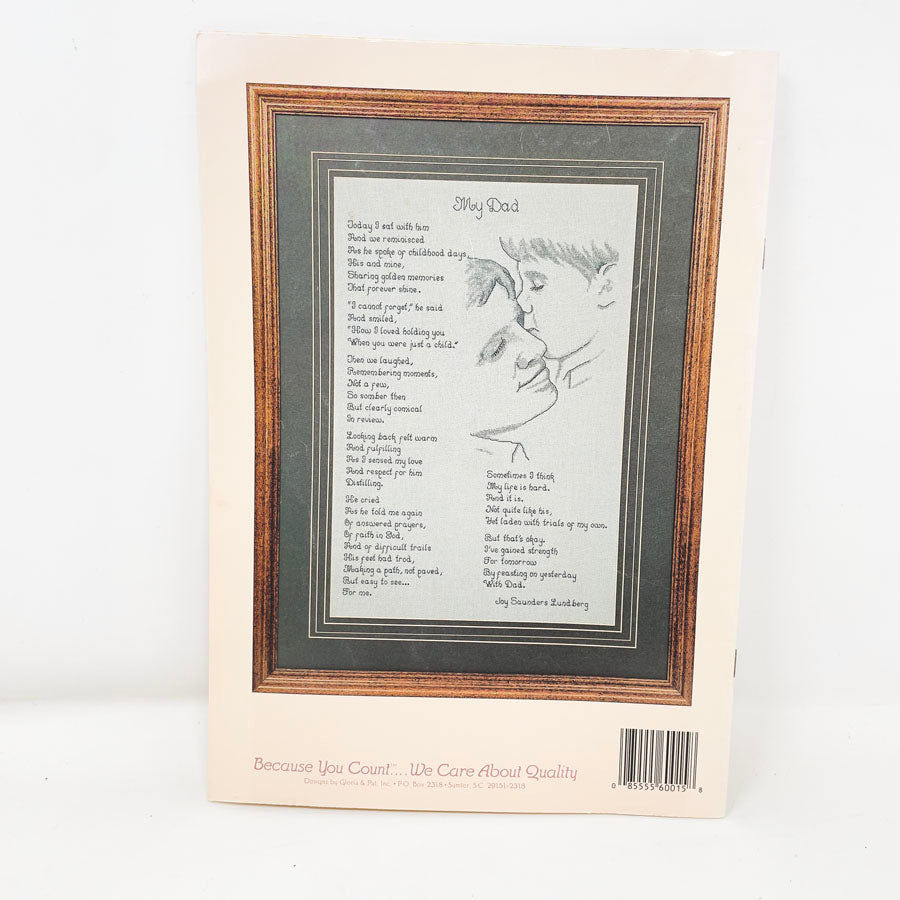 My Dad
Today I sat with him
And we reminisced
As he spoke of childhood days,
His and mine,
Sharing golden memories
That forever shine.
"I cannot forget," he said
And smiled,
"How I loved holding you
When you were just a child."
Then we laughed,
Remembering moments,
Not a few,
So somber then
But clearly comical
In review.
Looking back felt warm
And fulfilling
As I sensed my love
And respect for him
Distilling.
He cried
As he told me again
Of answered prayers,
Of faith in God,
And of difficult trails
His feet had trod,
Making a path, not paved,
But easy to see...
For me.
Sometimes I think
My life is hard.
And it is.
Not quite like his,
Yet laden with trials of my own.
But that's okay.
I've gained strength
For tomorrow
By feasting on yesterday
With Dad.
Joy Saunders Lundberg
Because You Count™....We Care About Quality
Designs by Gloria & Pat, Inc. • P.O. Box 2318 • Sumter, S.C. 29151-2318
0 85555 60015 8